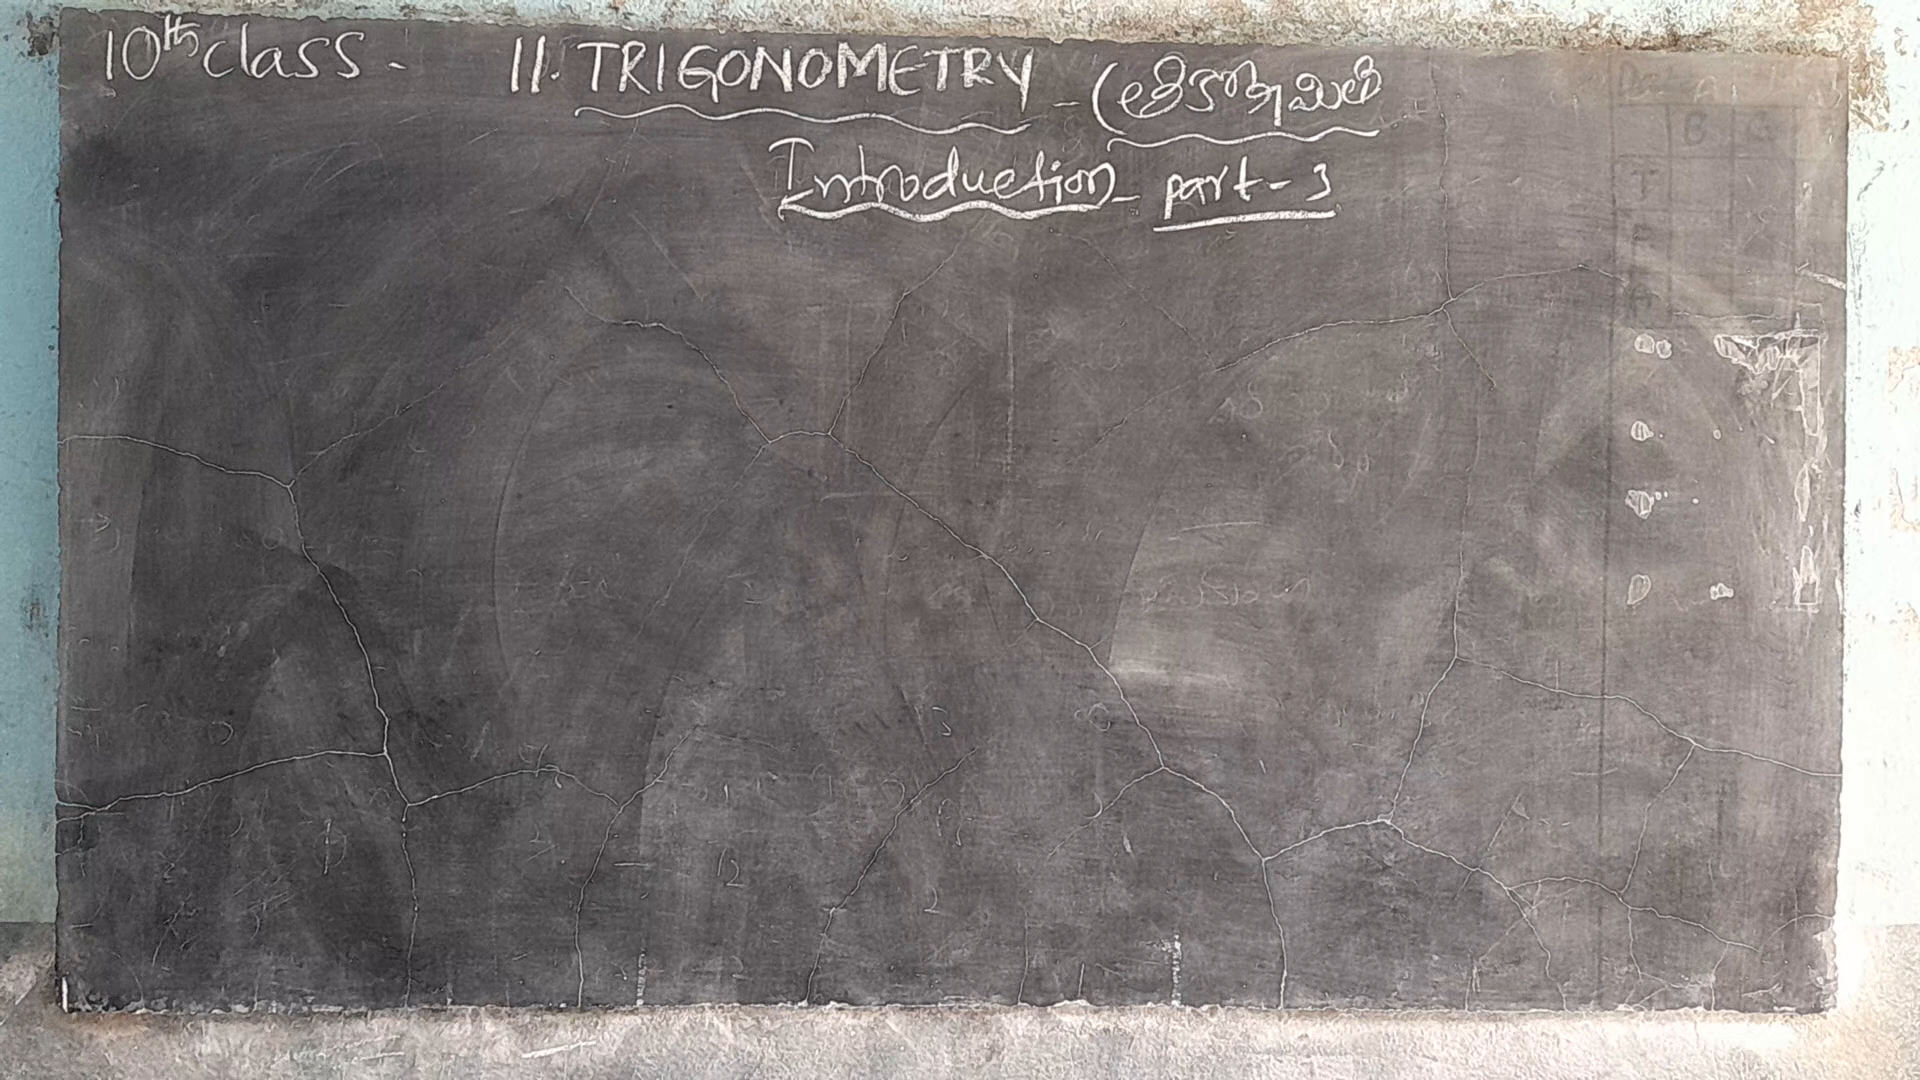 10th class - 11. TRIGONOMETRY - (త్రికోణమితి
Introduction - part - 3